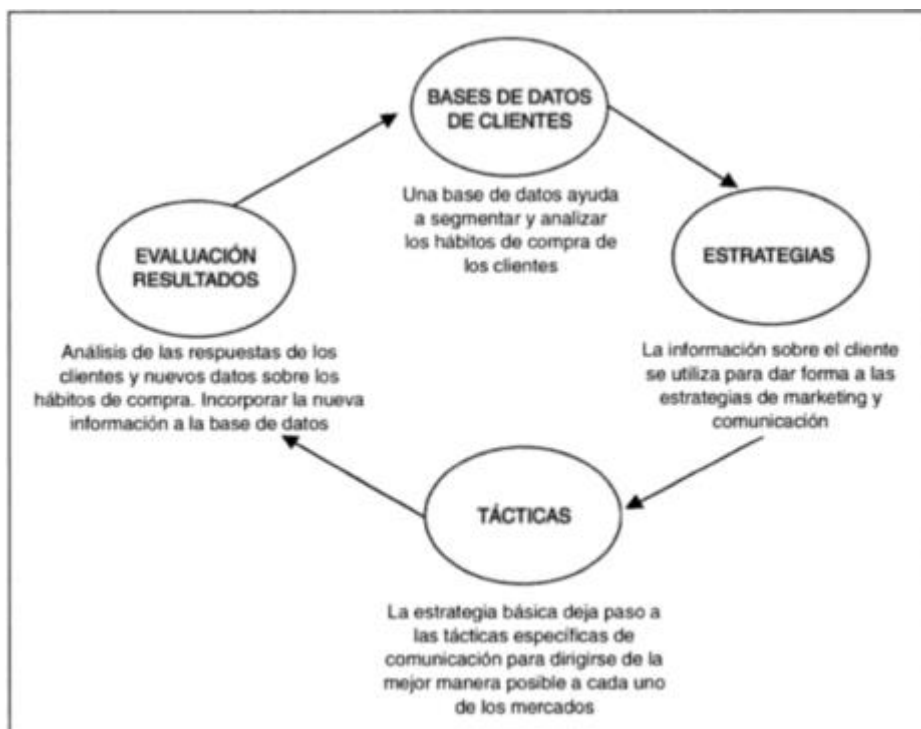 BASES DE DATOS
DE CLIENTES
Una base de datos ayuda
a segmentar y analizar
los hábitos de compra de
los clientes
ESTRATEGIAS
La información sobre el cliente
se utiliza para dar forma a las
estrategias de marketing y
comunicación
TÁCTICAS
La estrategia básica deja paso a
las tácticas específicas de
comunicación para dirigirse de la
mejor manera posible a cada uno
de los mercados
EVALUACIÓN
RESULTADOS
Análisis de las respuestas de los
clientes y nuevos datos sobre los
hábitos de compra. Incorporar la nueva
información a la base de datos